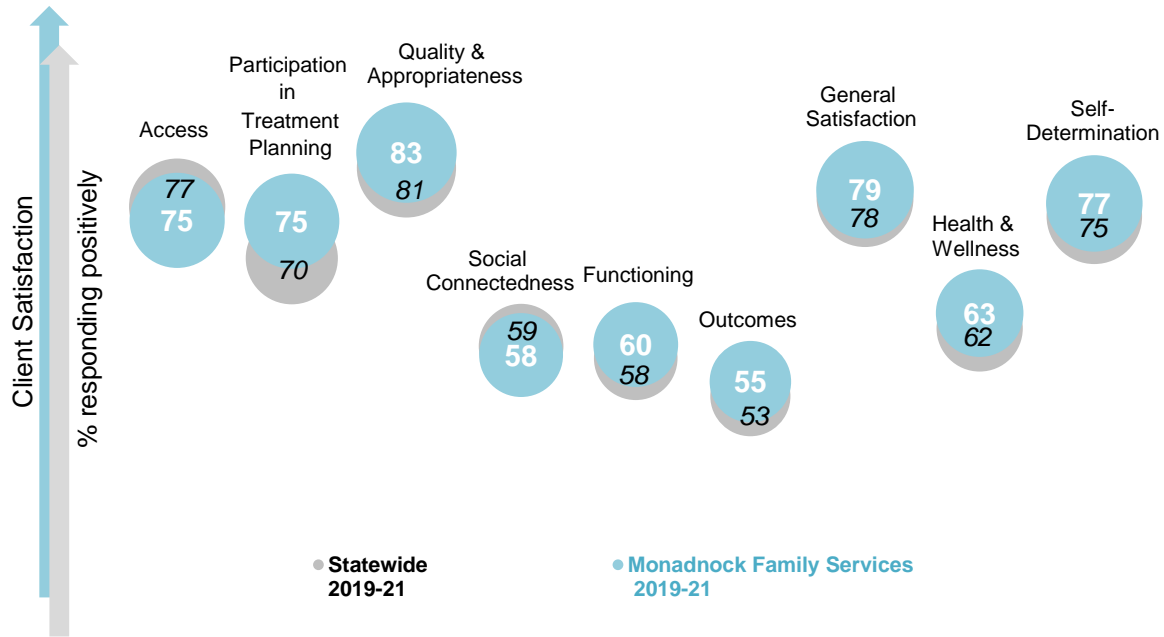 Client Satisfaction
% responding positively
Access
77
75
Participation
in
Treatment
Planning
75
70
Quality &
Appropriateness
83
81
Social
Connectedness
59
58
Functioning
60
58
Outcomes
55
53
General
Satisfaction
79
78
Health &
Wellness
63
62
Self-
Determination
77
75
Statewide
2019-21
Monadnock Family Services
2019-21